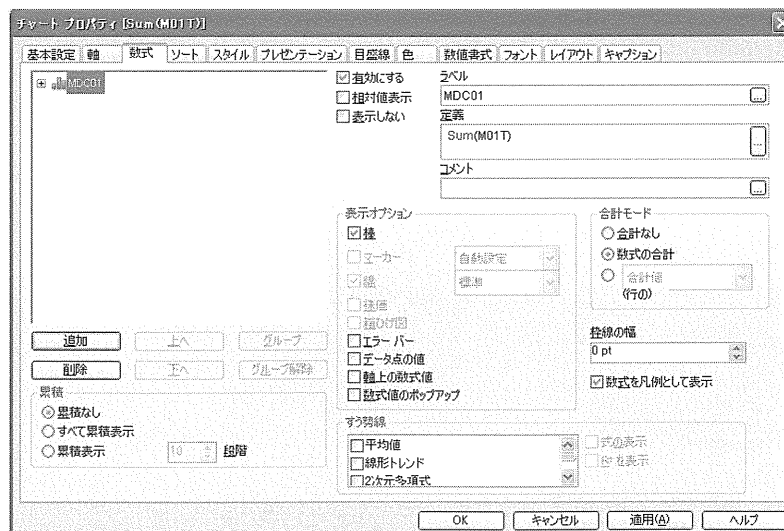 チャート プロパティ [Sum(M01T)]
基本設定 軸 数式 ソート スタイル プレゼンテーション 目盛線 色 数値書式 フォント レイアウト キャプション
MDC01
有効にする
相対値表示
表示しない
ラベル
MDC01
定義
Sum(M01T)
コメント
表示オプション
棒
マーカー 自動設定
線 標準
株価
箱ひげ図
エラー バー
データ点の値
軸上の数式値
数式値のポップアップ
合計モード
合計なし
数式の合計
合計値
(行の)
枠線の幅
0 pt
数式を凡例として表示
追加 上へ グループ
削除 下へ グループ解除
累積
累積なし
すべて累積表示
累積表示 10 段階
すう勢線
平均値
線形トレンド
2次元多項式
式の表示
を表示
OK キャンセル 適用(A) ヘルプ